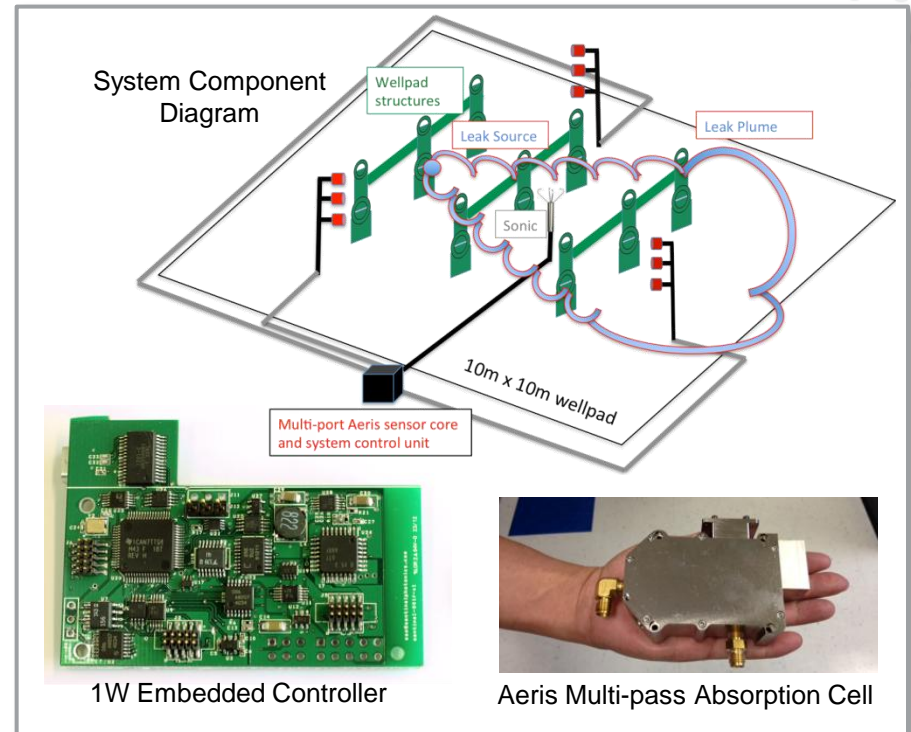 System Component
Diagram
Wellpad
structures
Leak Source
Leak Plume
Sonic
10m x 10m wellpad
Multi-port Aeris sensor core
and system control unit
822
1W Embedded Controller
Aeris Multi-pass Absorption Cell